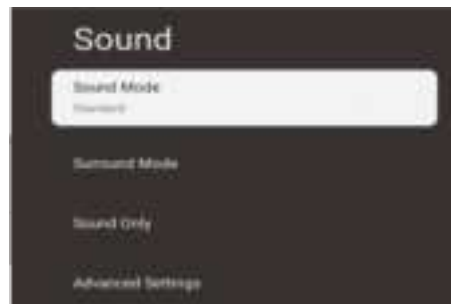 Sound
Sound Mode
Standard
Surround Mode
Sound Only
Advanced Settings